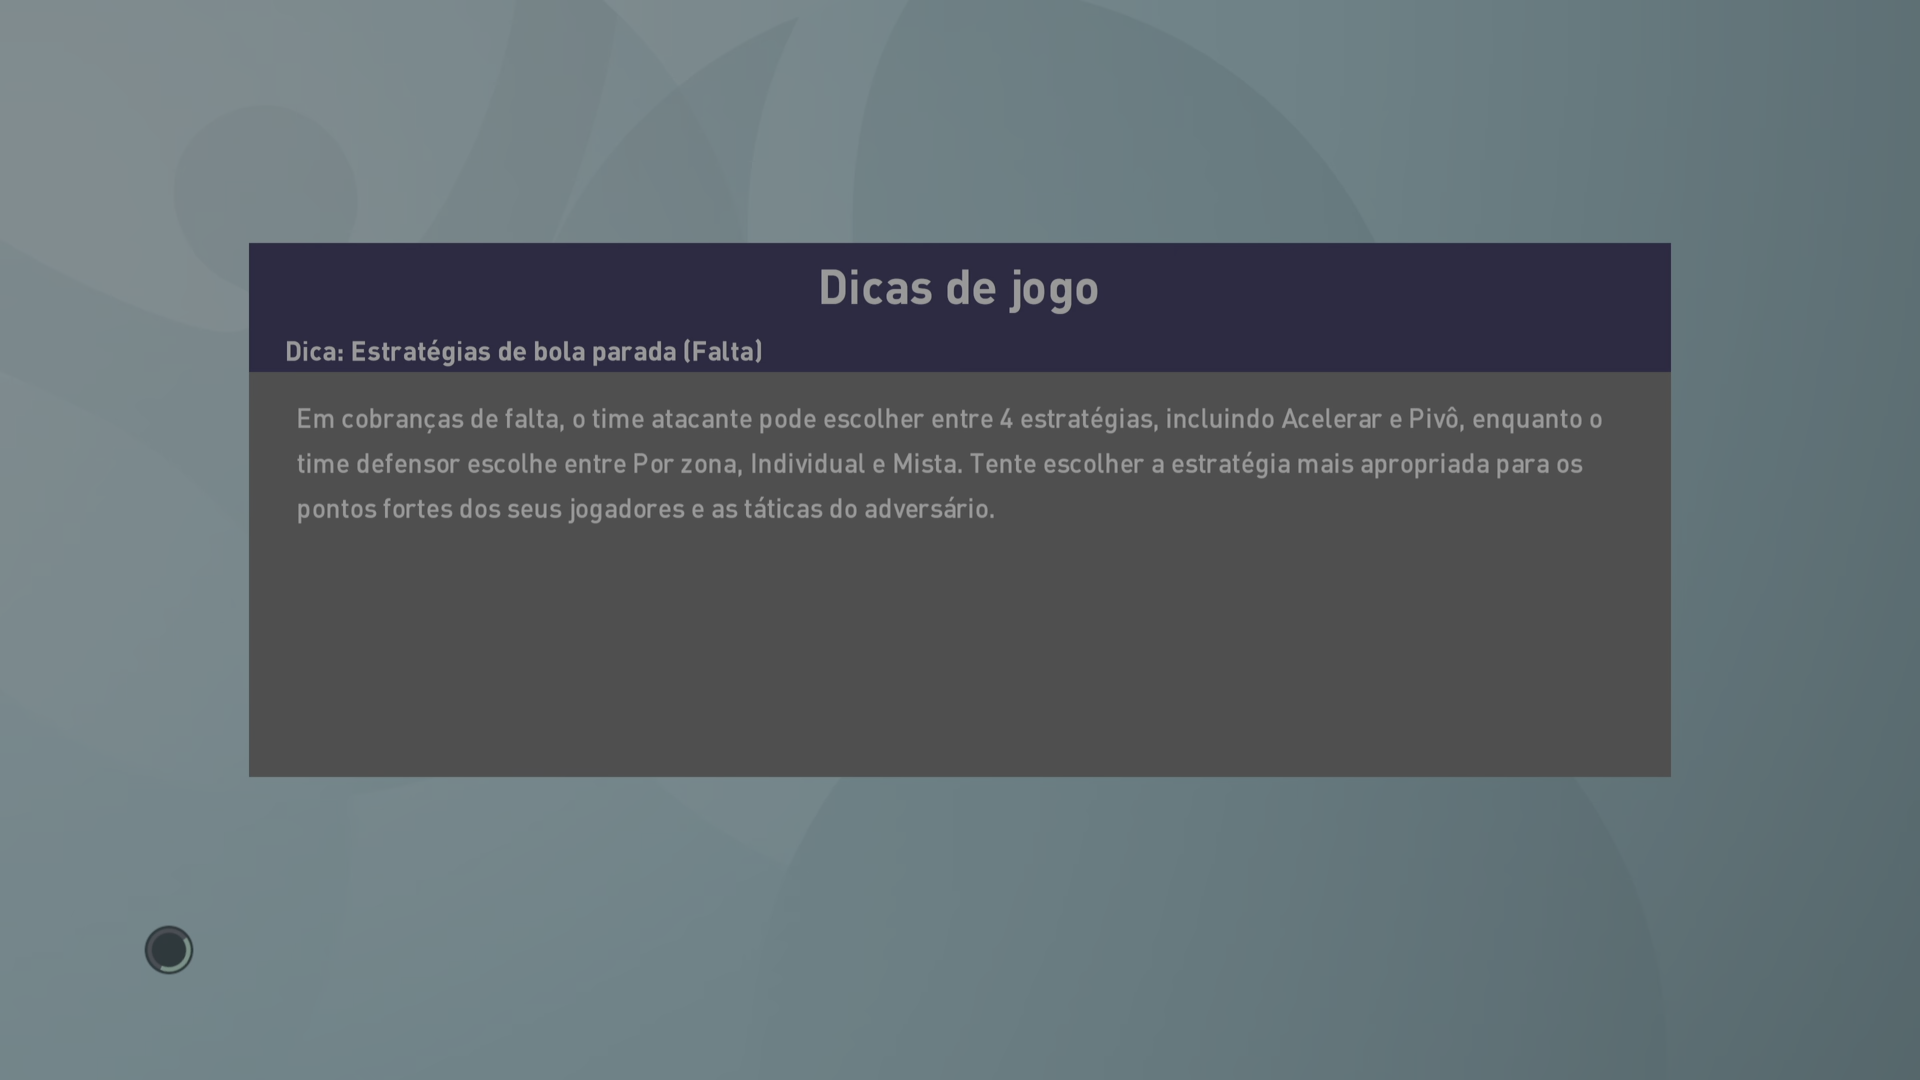 Dicas de jogo
Dica: Estratégias de bola parada (Falta)
Em cobranças de falta, o time atacante pode escolher entre 4 estratégias, incluindo Acelerar e Pivô, enquanto o
time defensor escolhe entre Por zona, Individual e Mista. Tente escolher a estratégia mais apropriada para os
pontos fortes dos seus jogadores e as táticas do adversário.